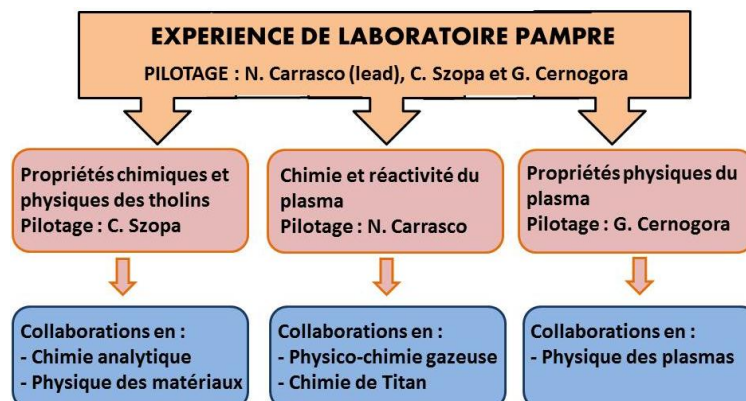 EXPERIENCE DE LABORATOIRE PAMPRE
PILOTAGE : N. Carrasco (lead), C. Szopa et G. Cernogora
Propriétés chimiques et
physiques des tholins
Pilotage : C. Szopa
Chimie et réactivité du
plasma
Pilotage : N. Carrasco
Propriétés physiques du
plasma
Pilotage : G. Cernogora
Collaborations en :
- Chimie analytique
- Physique des matériaux
Collaborations en :
- Physico-chimie gazeuse
- Chimie de Titan
Collaborations en :
- Physique des plasmas